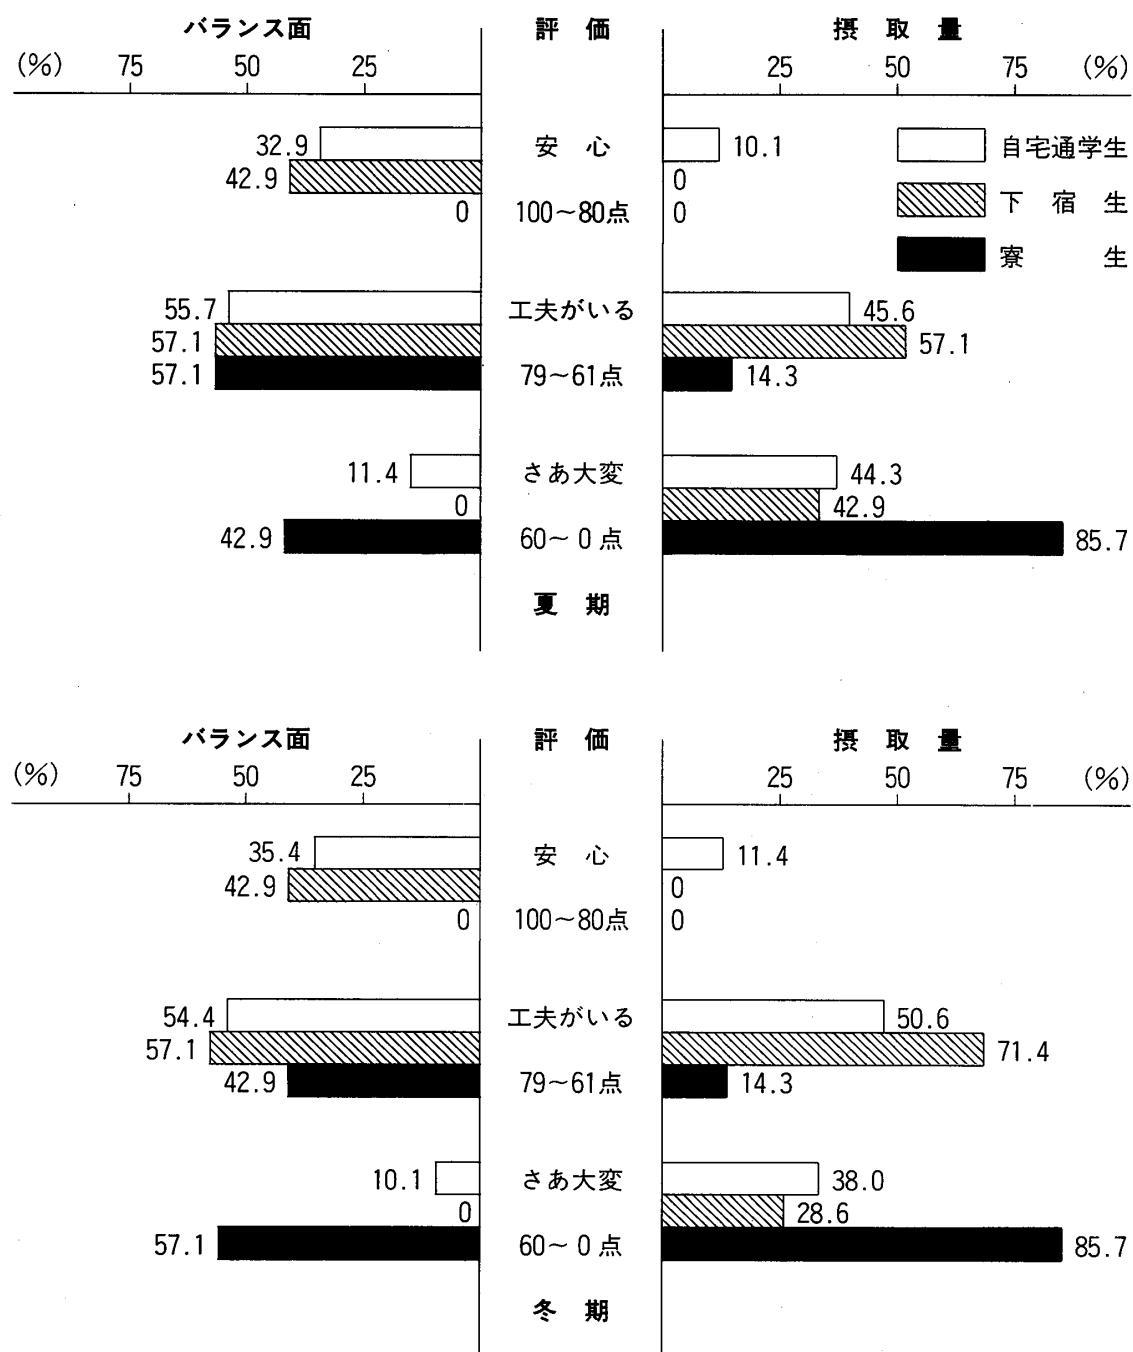 バランス面 評価 摂取量
(%) 75 50 25 25 50 75 (%)
32.9 安心 10.1 自宅通学生
42.9 0 下宿生
0 100~80点 0
寮生
55.7 工夫がいる 45.6
57.1 57.1
57.1 79~61点 14.3
11.4 さあ大変 44.3
0 42.9
42.9 60~0点 85.7
夏期
バランス面 評価 摂取量
(%) 75 50 25 25 50 75 (%)
35.4 安心 11.4
42.9 0
0 100~80点 0
54.4 工夫がいる 50.6
57.1 71.4
42.9 79~61点 14.3
10.1 さあ大変 38.0
0 28.6
57.1 60~0点 85.7
冬期